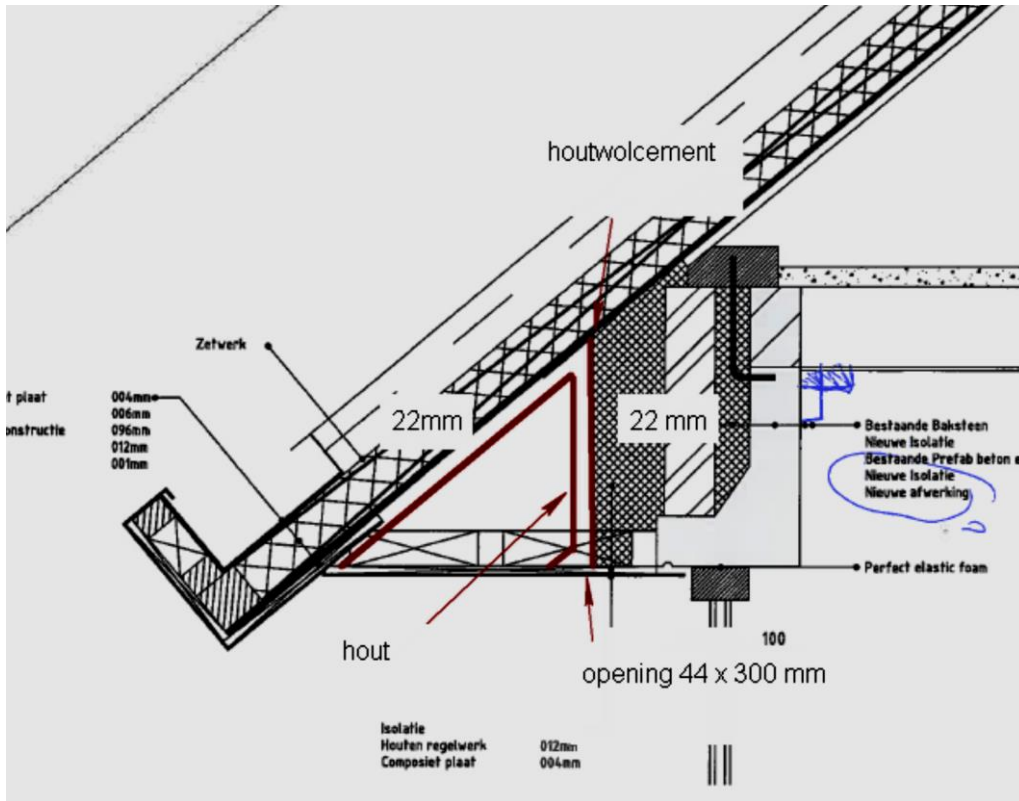 houtwolcement
Zetwerk
t plaat 004mm
006mm
onstructie 096mm
012mm
001mm
22mm
22 mm
Bestaande Baksteen
Nieuwe Isolatie
Bestaande Prefab beton e
Nieuwe Isolatie
Nieuwe afwerking
Perfect elastic foam
100
hout
opening 44 x 300 mm
Isolatie
Houten regelwerk 012mm
Composiet plaat 004mm